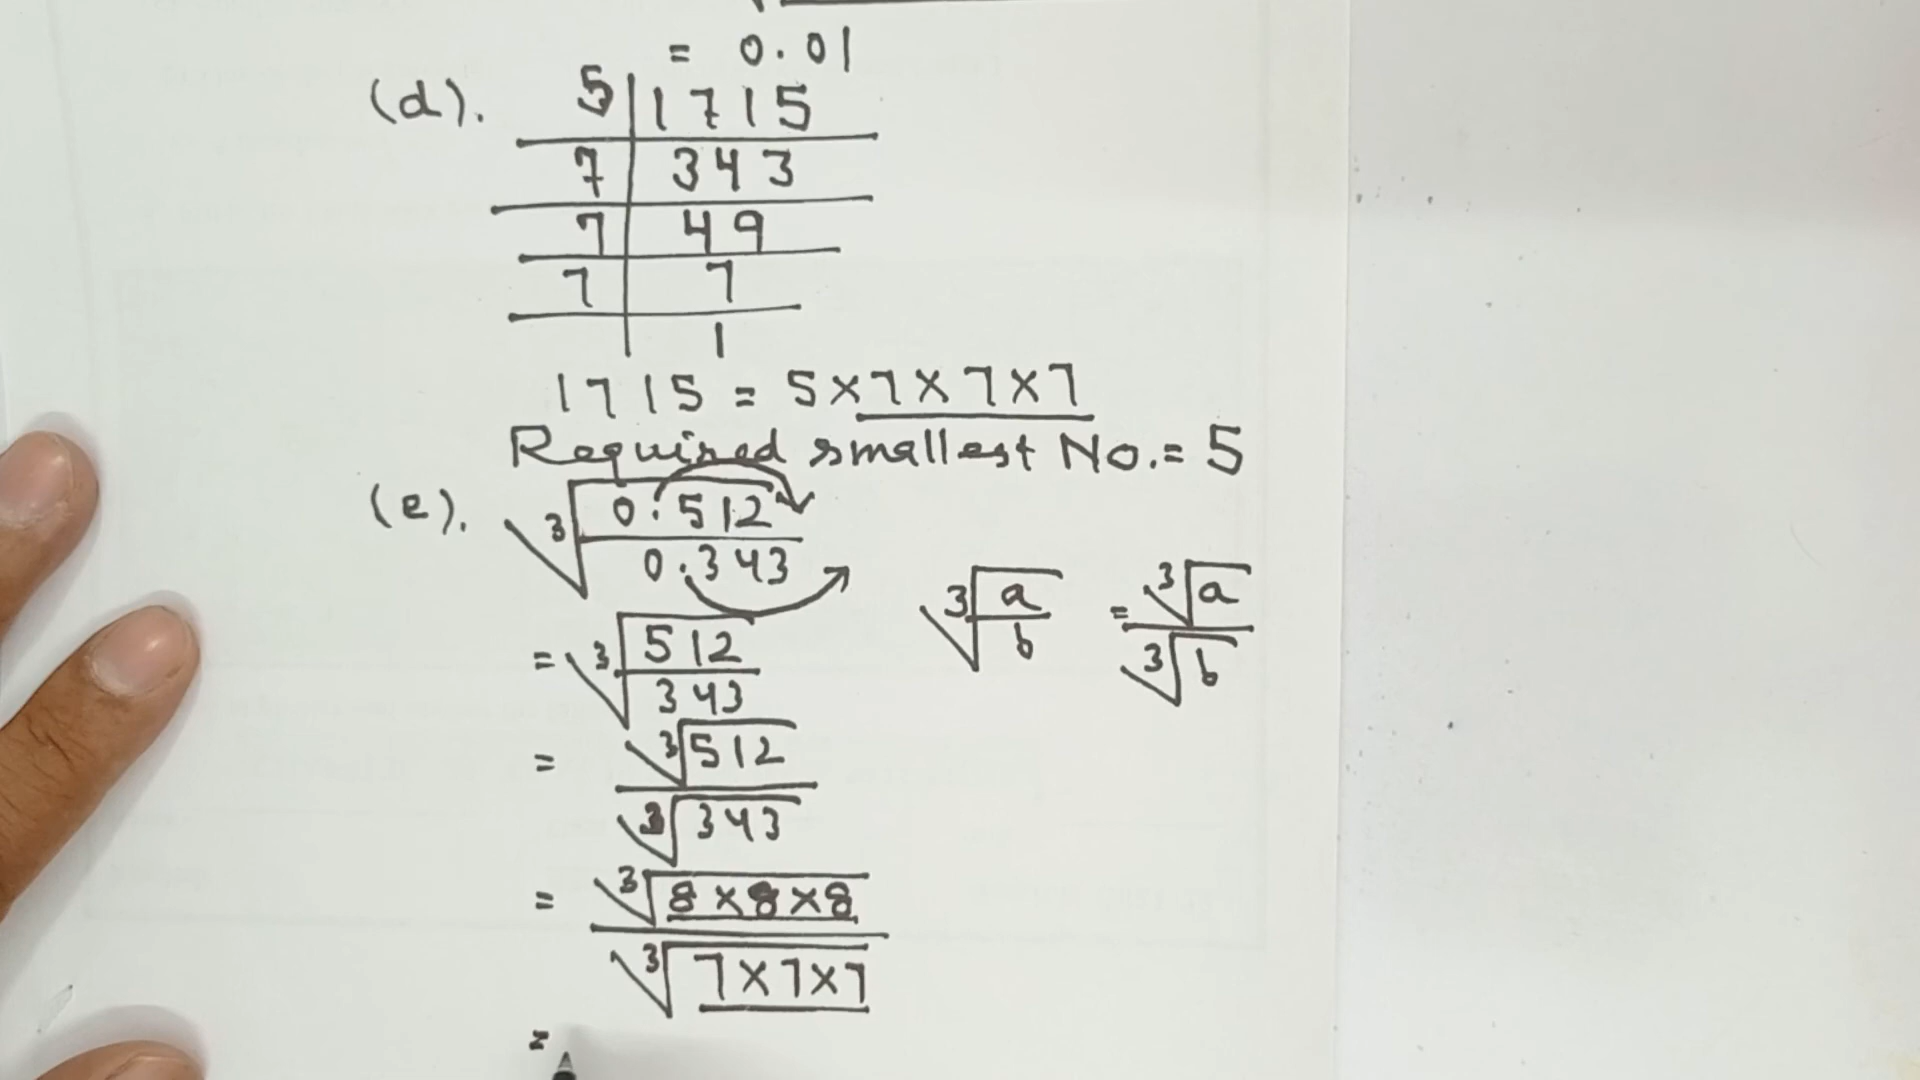 = 0.01
(d). 5 | 1715
7 | 343
7 | 49
7 | 7
1
1715 = 5×7×7×7
Required smallest No. = 5
(e). ∛(0.512/0.343)
= ∛(512/343)
∛(a/b) = ∛a/∛b
= ∛512/∛343
= ∛(8×8×8)/∛(7×7×7)
=